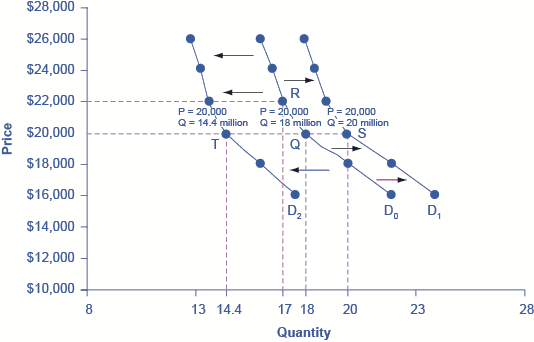 $28,000
$26,000
$24,000
$22,000
$20,000
$18,000
$16,000
$14,000
$12,000
$10,000
Price
R
P = 20,000
Q = 14.4 million
P = 20,000
Q = 18 million
P = 20,000
Q = 20 million
T
Q
S
D2
D0
D1
8
13
14.4
17
18
20
23
28
Quantity